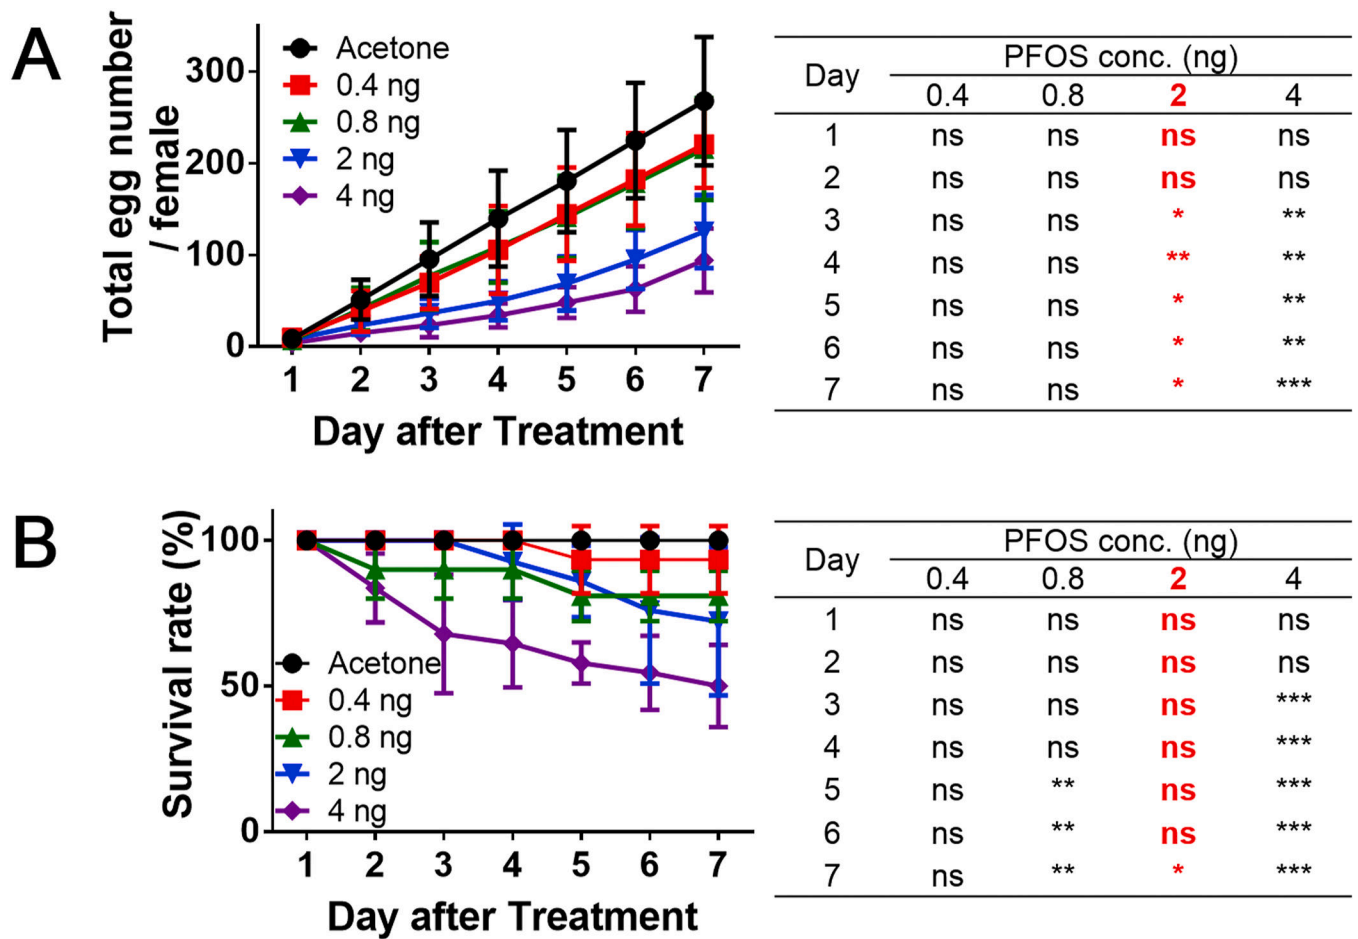 A
Total egg number
/ female
300
200
100
0
Acetone
0.4 ng
0.8 ng
2 ng
4 ng
1 2 3 4 5 6 7
Day after Treatment
Day PFOS conc. (ng)
0.4 0.8 2 4
1 ns ns ns ns
2 ns ns ns ns
3 ns ns * **
4 ns ns ** **
5 ns ns * **
6 ns ns * **
7 ns ns * ***
B
Survival rate (%)
100
50
0
Acetone
0.4 ng
0.8 ng
2 ng
4 ng
1 2 3 4 5 6 7
Day after Treatment
Day PFOS conc. (ng)
0.4 0.8 2 4
1 ns ns ns ns
2 ns ns ns ns
3 ns ns ns ***
4 ns ns ns ***
5 ns ** ns ***
6 ns ** ns ***
7 ns ** * ***